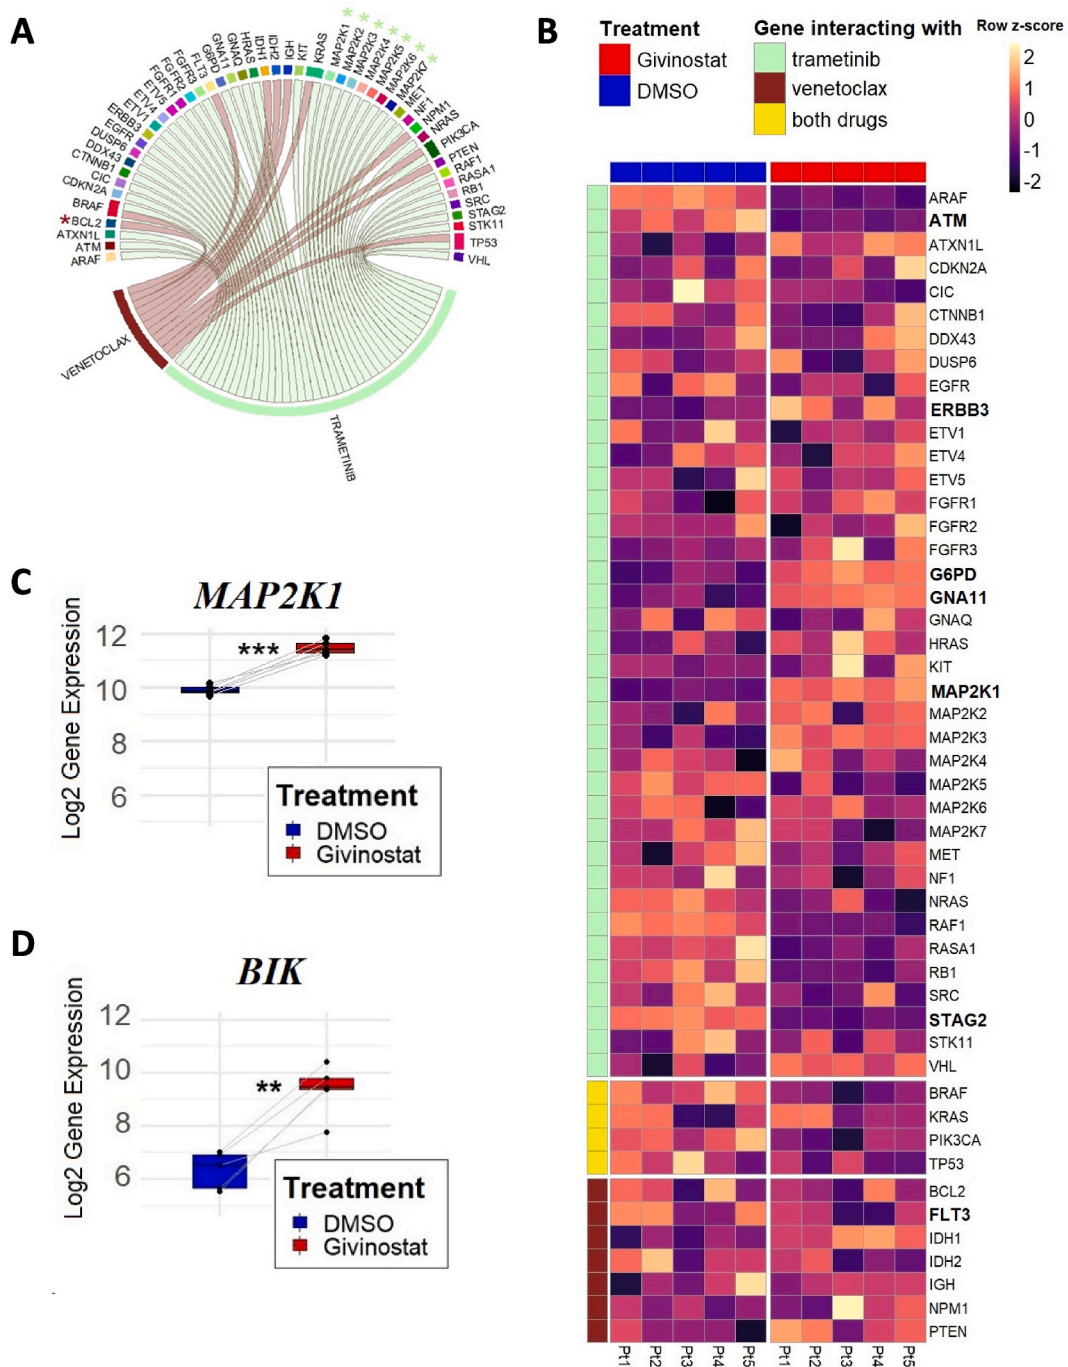 A
ARAF
ATM
ATXN1L
*BCL2
BRAF
CDKN2A
CIC
CTNNB1
DDX43
DUSP6
EGFR
ERBB3
ETV1
ETV4
ETV5
FGFR1
FGFR2
FGFR3
FLT3
G6PD
GNA11
GNAQ
HRAS
IDH1
IDH2
IGH
KIT
KRAS
MAP2K1 *
MAP2K2 *
MAP2K3 *
MAP2K4 *
MAP2K5 *
MAP2K6 *
MAP2K7 *
MET
NF1
NPM1
NRAS
PIK3CA
PTEN
RAF1
RASA1
RB1
SRC
STAG2
STK11
TP53
VHL
VENETOCLAX
TRAMETINIB
B
Treatment
Givinostat
DMSO
Gene interacting with
trametinib
venetoclax
both drugs
Row z-score
2
1
0
-1
-2
ARAF
ATM
ATXN1L
CDKN2A
CIC
CTNNB1
DDX43
DUSP6
EGFR
ERBB3
ETV1
ETV4
ETV5
FGFR1
FGFR2
FGFR3
G6PD
GNA11
GNAQ
HRAS
KIT
MAP2K1
MAP2K2
MAP2K3
MAP2K4
MAP2K5
MAP2K6
MAP2K7
MET
NF1
NRAS
RAF1
RASA1
RB1
SRC
STAG2
STK11
VHL
BRAF
KRAS
PIK3CA
TP53
BCL2
FLT3
IDH1
IDH2
IGH
NPM1
PTEN
Pt1 Pt2 Pt3 Pt4 Pt5 Pt1 Pt2 Pt3 Pt4 Pt5
C
MAP2K1
Log2 Gene Expression
12
10
8
6
***
Treatment
DMSO
Givinostat
D
BIK
Log2 Gene Expression
12
10
8
6
**
Treatment
DMSO
Givinostat